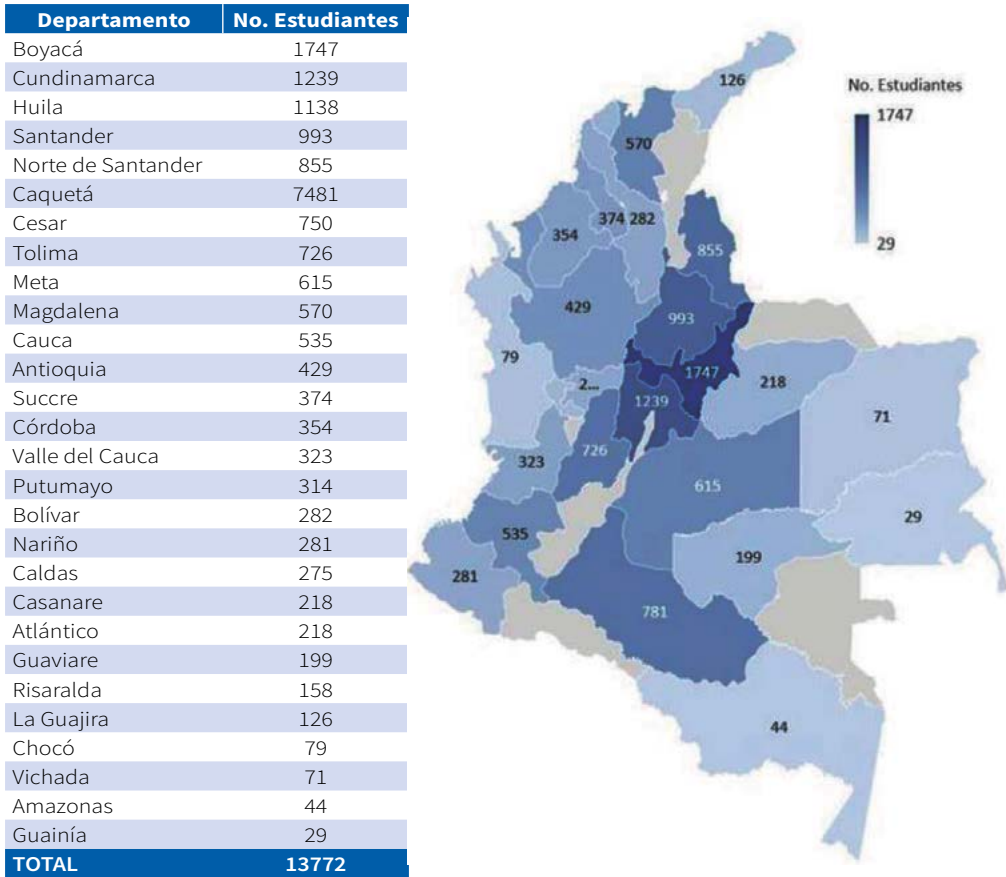 Departamento No. Estudiantes
Boyacá 1747
Cundinamarca 1239
Huila 1138
Santander 993
Norte de Santander 855
Caquetá 7481
Cesar 750
Tolima 726
Meta 615
Magdalena 570
Cauca 535
Antioquia 429
Succre 374
Córdoba 354
Valle del Cauca 323
Putumayo 314
Bolívar 282
Nariño 281
Caldas 275
Casanare 218
Atlántico 218
Guaviare 199
Risaralda 158
La Guajira 126
Chocó 79
Vichada 71
Amazonas 44
Guainía 29
TOTAL 13772
No. Estudiantes
1747
29
126
570
374 282
354
855
429
993
79
2...
1747
218
1239
71
726
323
615
535
29
199
281
781
44